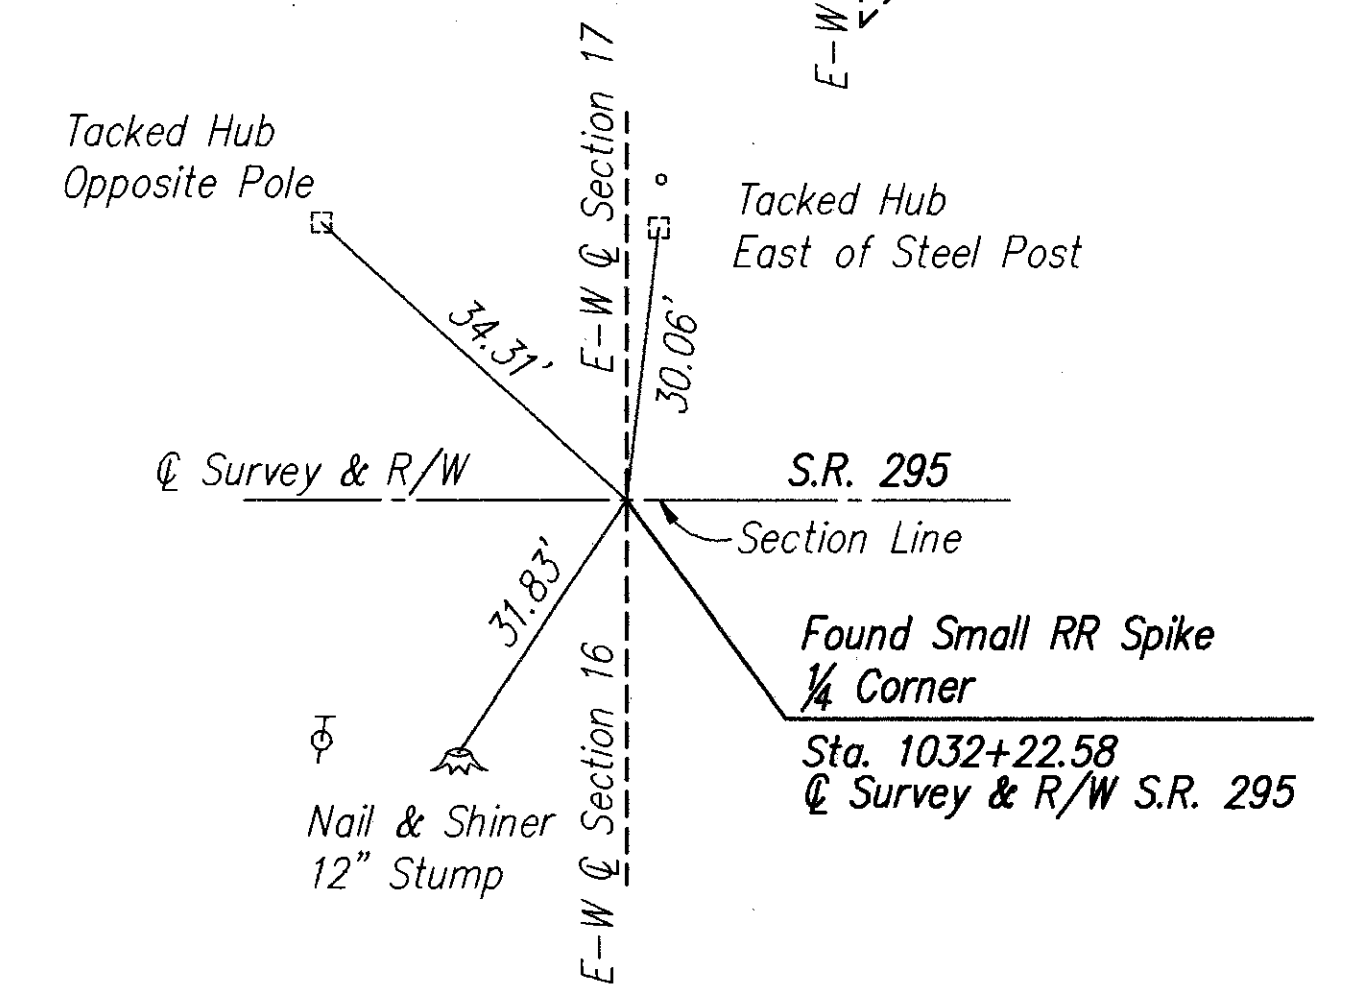 E-W
Tacked Hub
Opposite Pole
E-W ℄ Section 17
Tacked Hub
East of Steel Post
34.31'
30.06'
℄ Survey & R/W
S.R. 295
Section Line
31.83'
Found Small RR Spike
¼ Corner
Sta. 1032+22.58
℄ Survey & R/W S.R. 295
Nail & Shiner
12" Stump
E-W ℄ Section 16